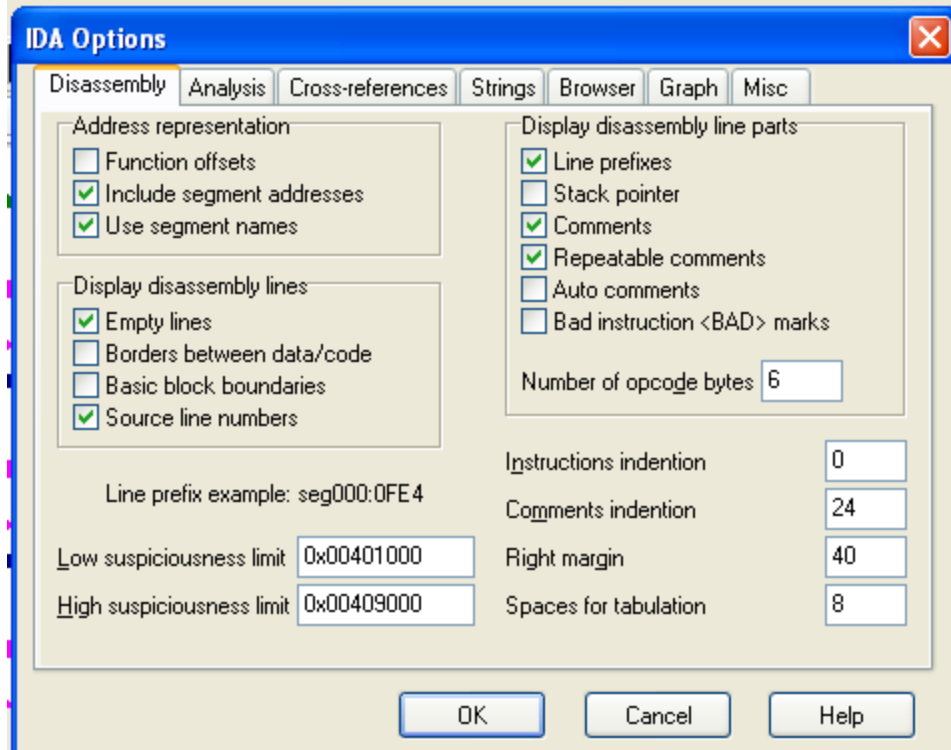 IDA Options
Disassembly Analysis Cross-references Strings Browser Graph Misc
Address representation
Function offsets
Include segment addresses
Use segment names
Display disassembly lines
Empty lines
Borders between data/code
Basic block boundaries
Source line numbers
Line prefix example: seg000:0FE4
Low suspiciousness limit 0x00401000
High suspiciousness limit 0x00409000
Display disassembly line parts
Line prefixes
Stack pointer
Comments
Repeatable comments
Auto comments
Bad instruction <BAD> marks
Number of opcode bytes 6
Instructions indention 0
Comments indention 24
Right margin 40
Spaces for tabulation 8
OK Cancel Help